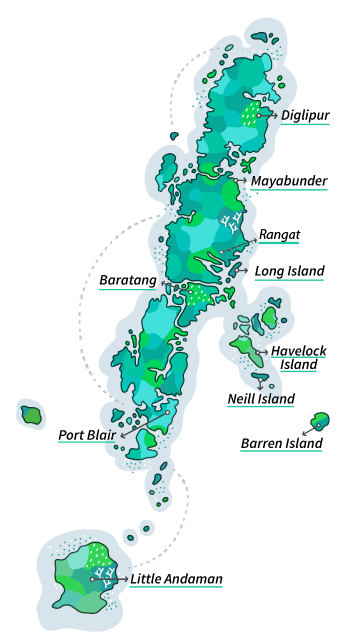 Diglipur
Mayabunder
Rangat
Long Island
Baratang
Havelock
Island
Neill Island
Port Blair
Barren Island
Little Andaman